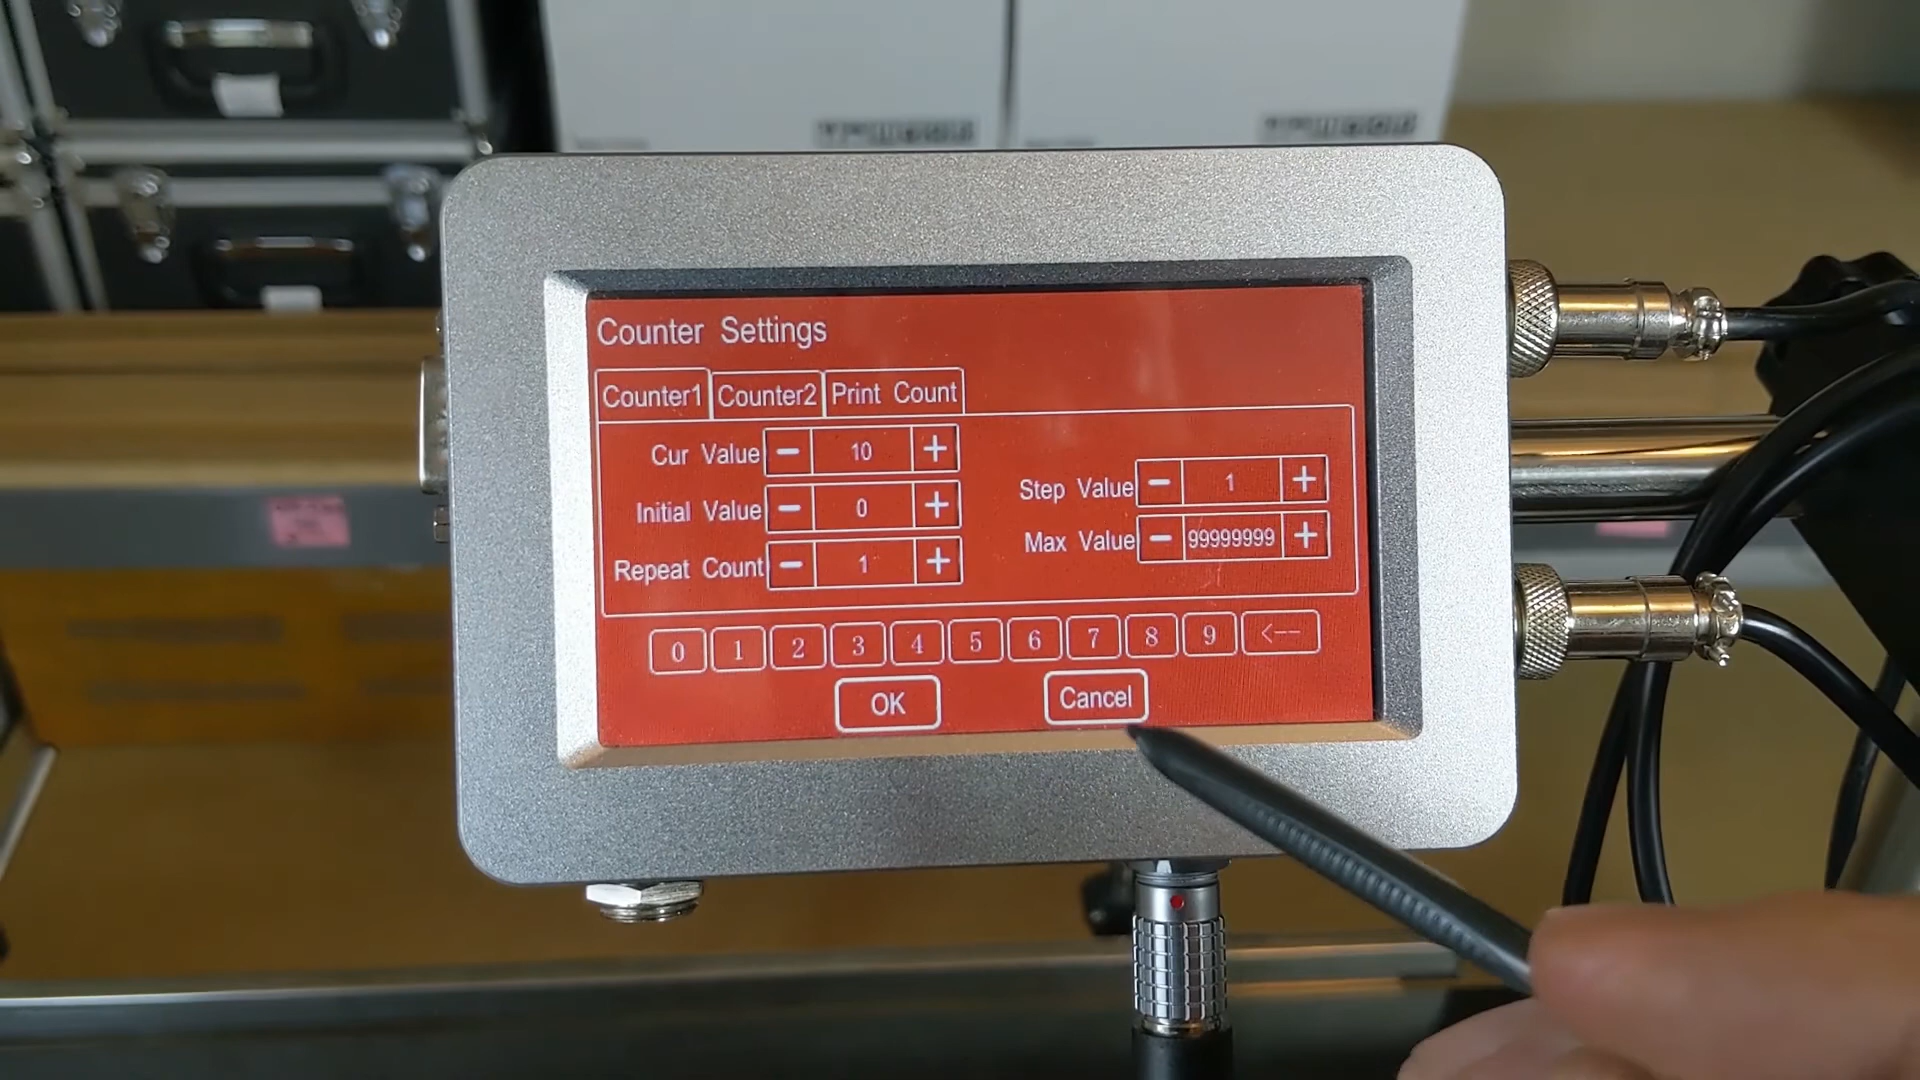 Counter Settings
Counter1 Counter2 Print Count
Cur Value − 10 +
Initial Value − 0 +
Repeat Count − 1 +
Step Value − 1 +
Max Value − 99999999 +
0 1 2 3 4 5 6 7 8 9 <--
OK Cancel